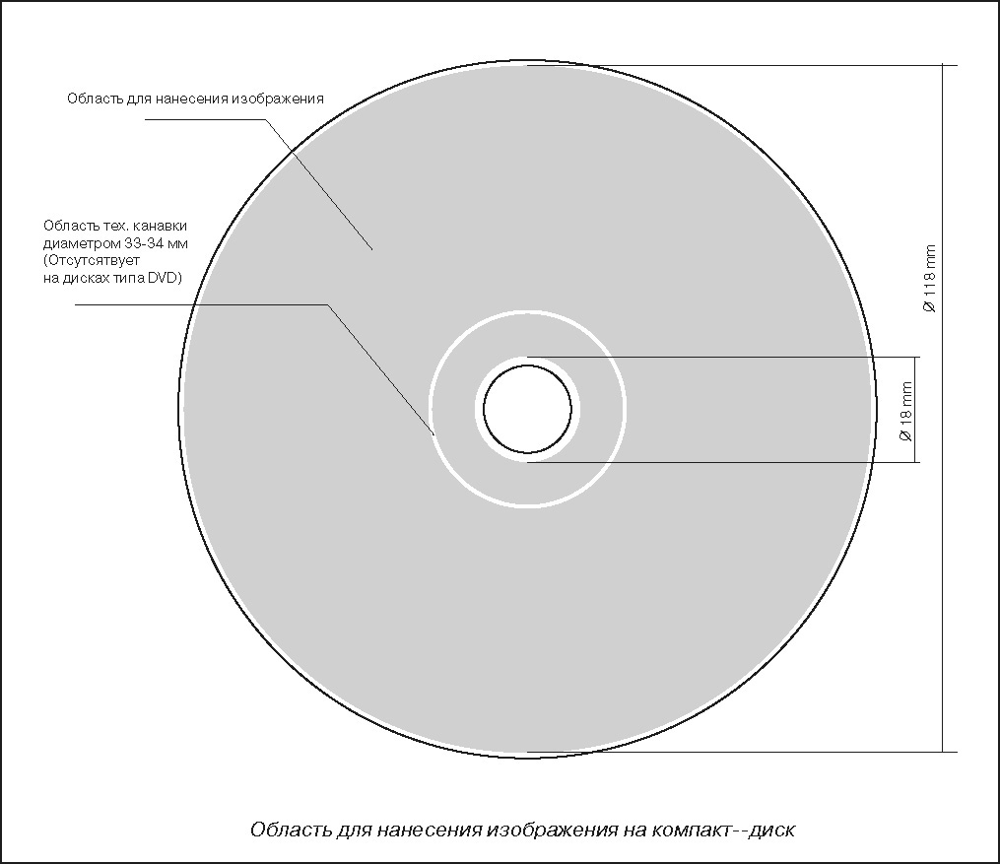 Область для нанесения изображения
Область тех. канавки
диаметром 33-34 мм
(Отсутсятвует
на дисках типа DVD)
Ø 118 mm
Ø 18 mm
Область для нанесения изображения на компакт--диск